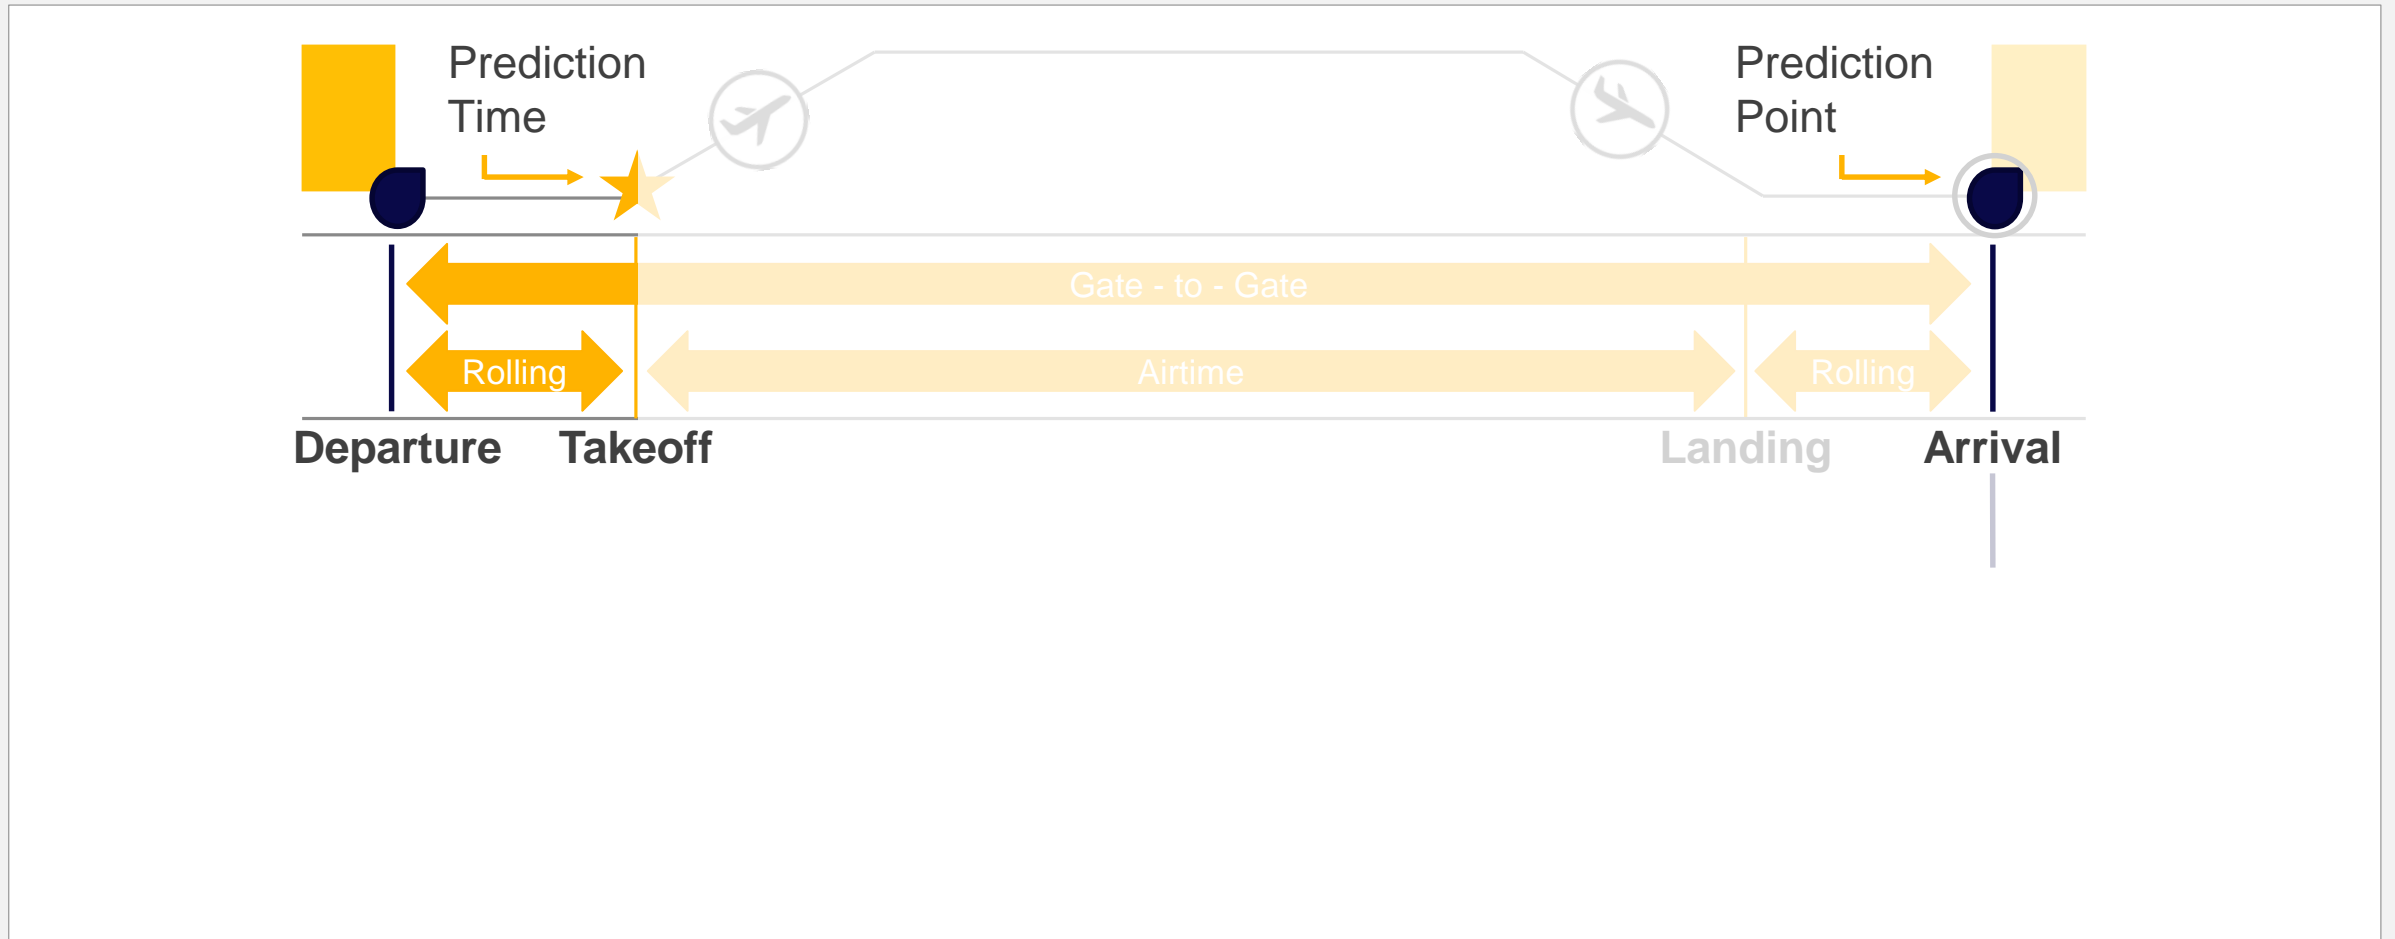 Prediction
Time
Prediction
Point
Gate - to - Gate
Rolling
Airtime
Rolling
Departure
Takeoff
Landing
Arrival